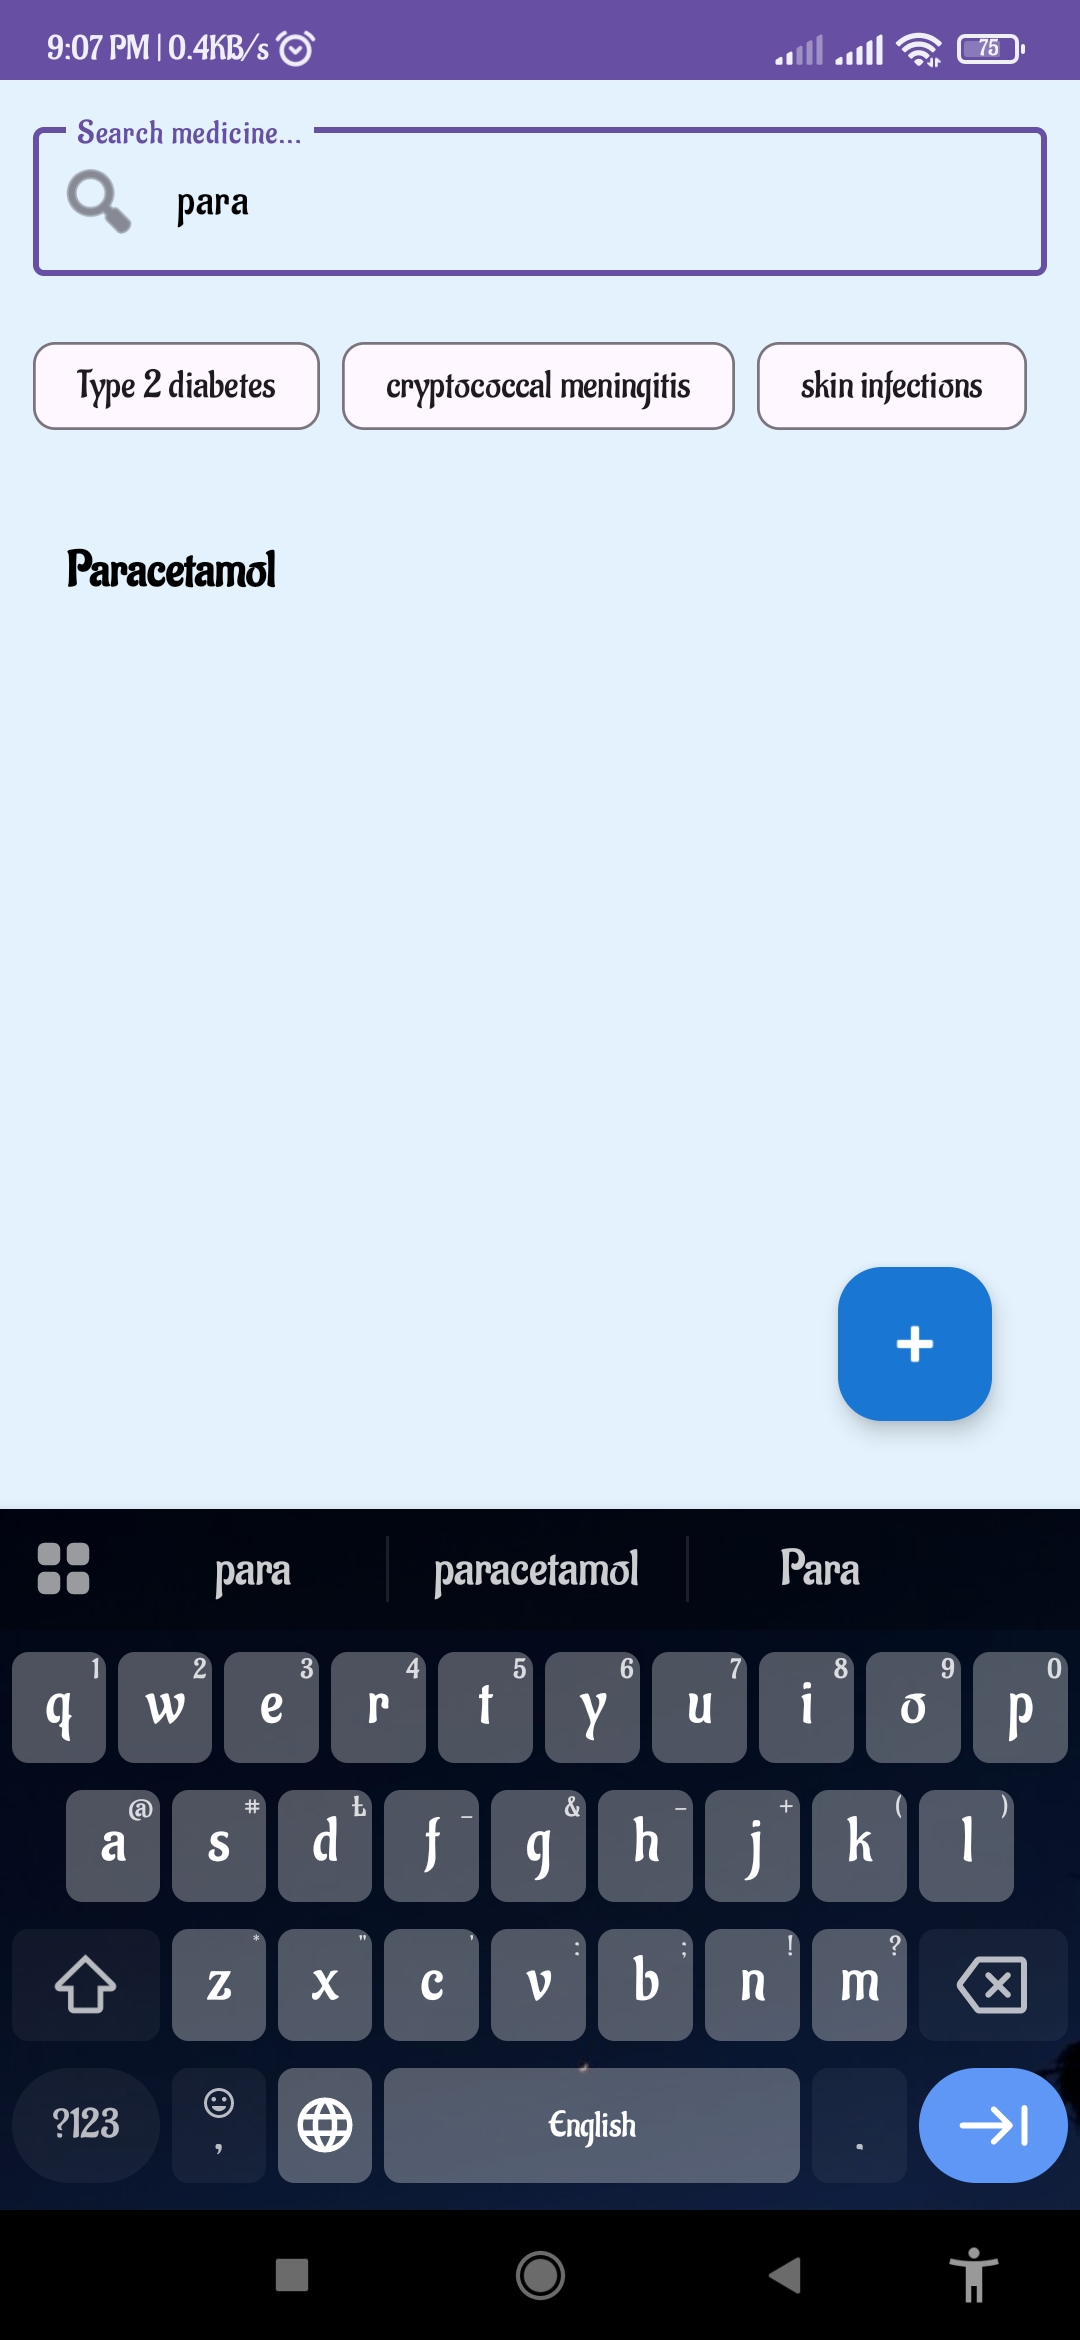 9:07 PM | 0.4KB/s
75
Search medicine...
para
Type 2 diabetes
cryptococcal meningitis
skin infections
Paracetamol
+
para
paracetamol
Para
1 2 3 4 5 6 7 8 9 0
q w e r t y u i o p
@ # & - + ( )
a s d f g h j k l
* " ' : ; ! ?
z x c v b n m
?123 , English .